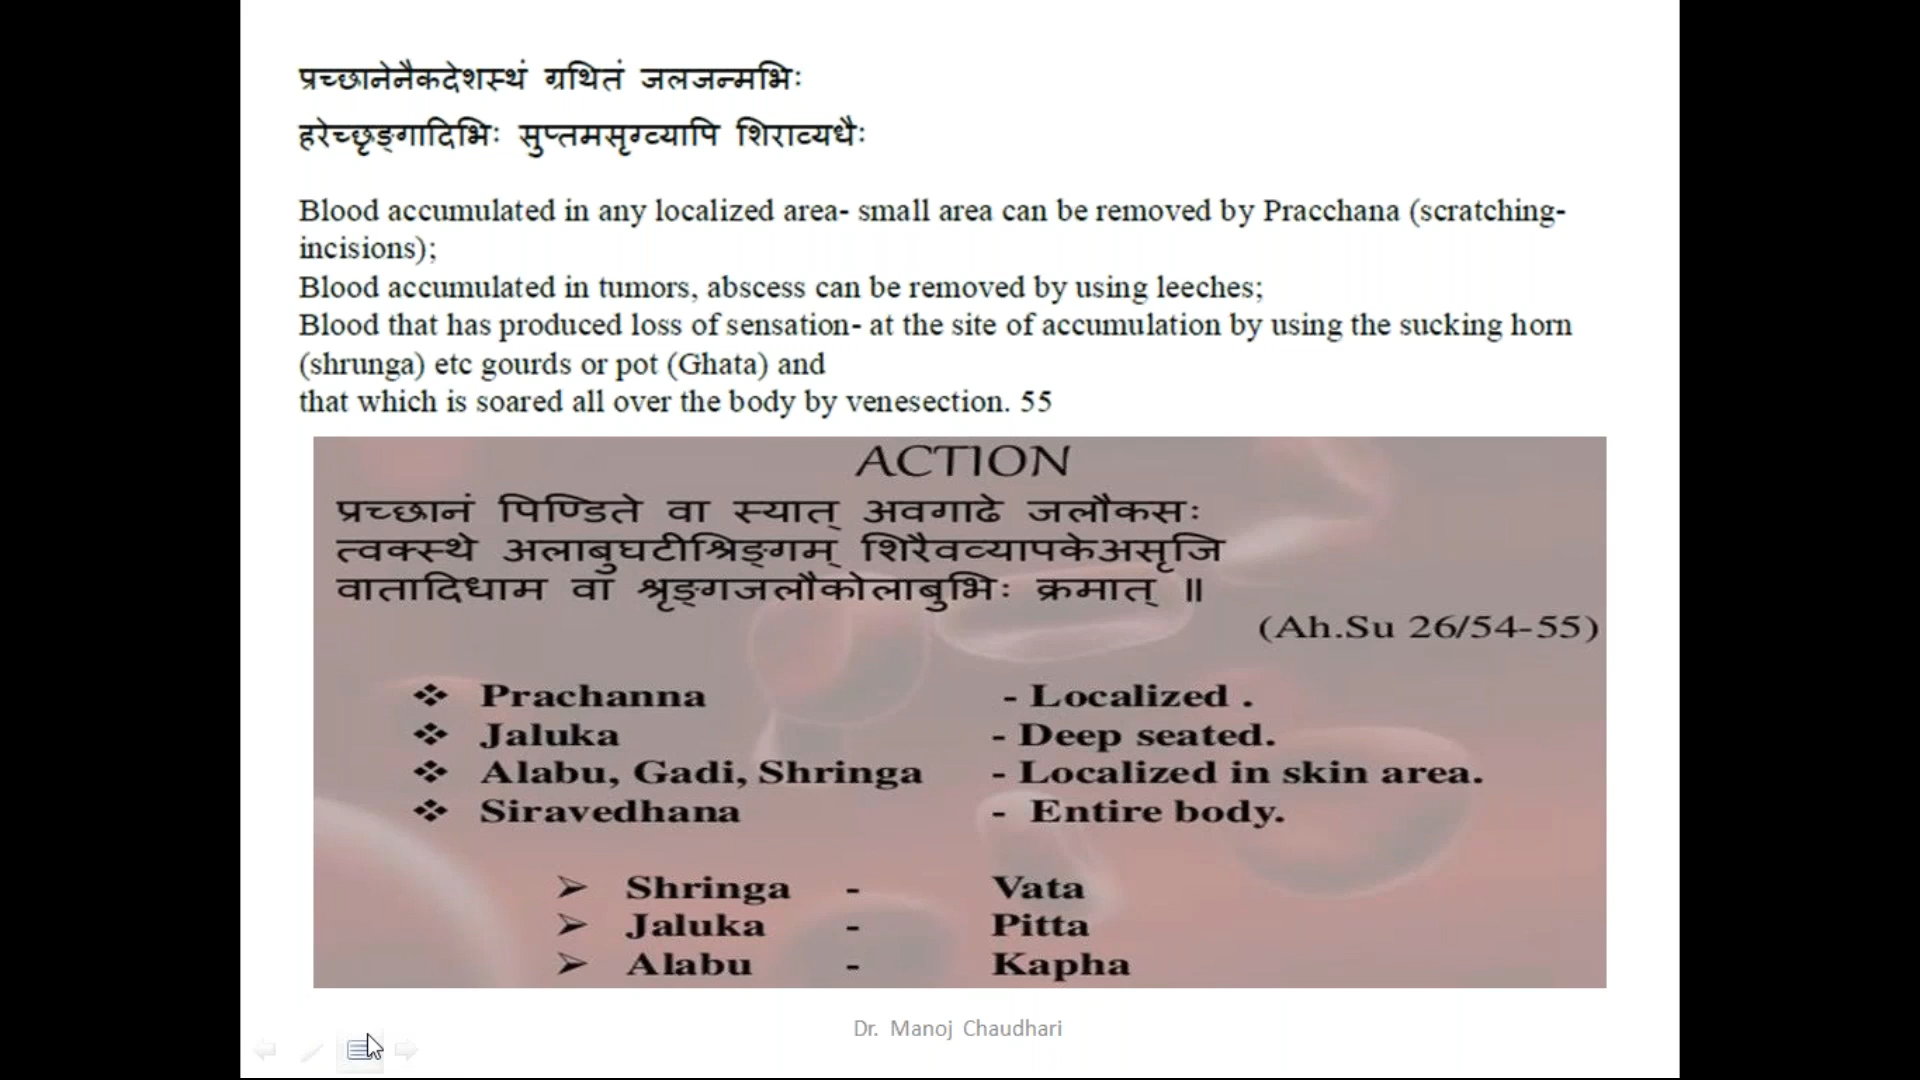 प्रच्छानेनैकदेशस्थं ग्रथितं जलजन्मभिः
हरेच्छृङ्गादिभिः सुप्तमसृग्व्यापि शिराव्यधैः
Blood accumulated in any localized area- small area can be removed by Pracchana (scratching-
incisions);
Blood accumulated in tumors, abscess can be removed by using leeches;
Blood that has produced loss of sensation- at the site of accumulation by using the sucking horn
(shrunga) etc gourds or pot (Ghata) and
that which is soared all over the body by venesection. 55
ACTION
प्रच्छानं पिण्डिते वा स्यात् अवगाढे जलौकसः
त्वक्स्थे अलाबुघटीश्रिङ्गम् शिरैवव्यापकेअसृजि
वातादिधाम वा श्रृङ्गजलौकोलाबुभिः क्रमात् ॥
(Ah.Su 26/54-55)
❖ Prachanna - Localized .
❖ Jaluka - Deep seated.
❖ Alabu, Gadi, Shringa - Localized in skin area.
❖ Siravedhana - Entire body.
➢ Shringa - Vata
➢ Jaluka - Pitta
➢ Alabu - Kapha
Dr. Manoj Chaudhari